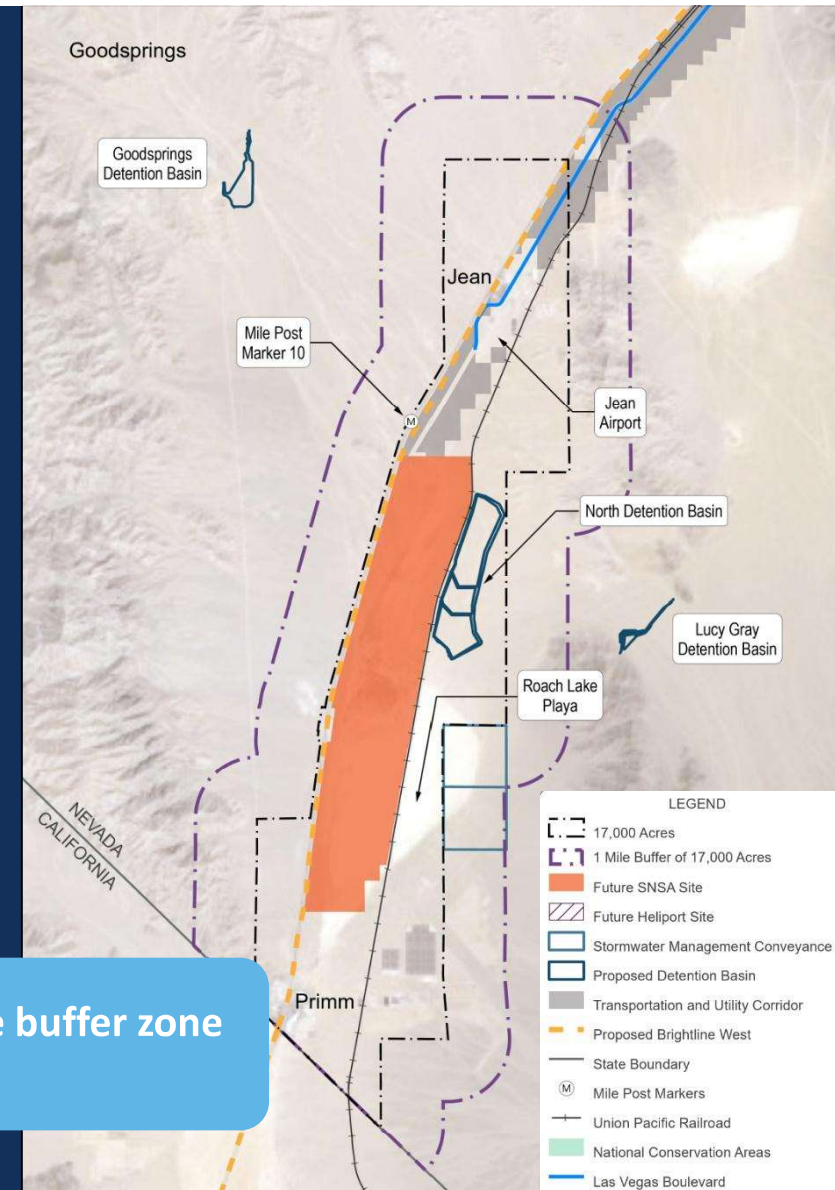 Goodsprings
Goodsprings
Detention Basin
Jean
Mile Post
Marker 10
M
Jean
Airport
North Detention Basin
Lucy Gray
Detention Basin
Roach Lake
Playa
NEVADA
CALIFORNIA
Primm
buffer zone
LEGEND
17,000 Acres
1 Mile Buffer of 17,000 Acres
Future SNSA Site
Future Heliport Site
Stormwater Management Conveyance
Proposed Detention Basin
Transportation and Utility Corridor
Proposed Brightline West
State Boundary
M Mile Post Markers
Union Pacific Railroad
National Conservation Areas
Las Vegas Boulevard